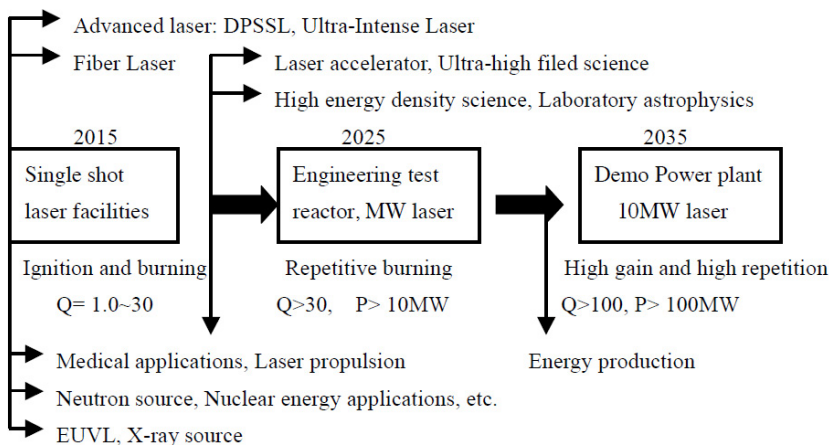 Advanced laser: DPSSL, Ultra-Intense Laser
Fiber Laser
Laser accelerator, Ultra-high filed science
High energy density science, Laboratory astrophysics
2015
2025
2035
Single shot
laser facilities
Engineering test
reactor, MW laser
Demo Power plant
10MW laser
Ignition and burning
Q= 1.0~30
Repetitive burning
Q>30, P> 10MW
High gain and high repetition
Q>100, P> 100MW
Medical applications, Laser propulsion
Energy production
Neutron source, Nuclear energy applications, etc.
EUVL, X-ray source